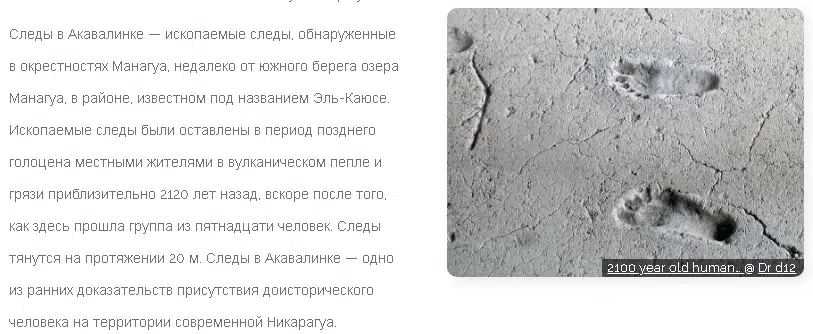 Следы в Акавалинке — ископаемые следы, обнаруженные
в окрестностях Манагуа, недалеко от южного берега озера
Манагуа, в районе, известном под названием Эль-Каюсе.
Ископаемые следы были оставлены в период позднего
голоцена местными жителями в вулканическом пепле и
грязи приблизительно 2120 лет назад, вскоре после того,
как здесь прошла группа из пятнадцати человек. Следы
тянутся на протяжении 20 м. Следы в Акавалинке — одно
из ранних доказательств присутствия доисторического
человека на территории современной Никарагуа.
2100 year old human... @ Dr d12